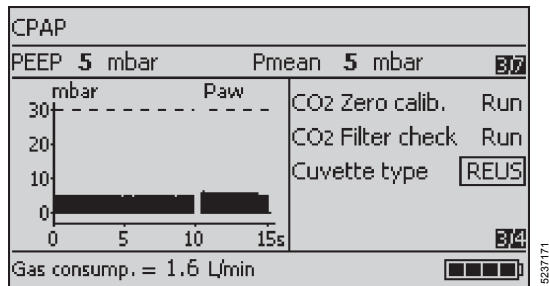 CPAP
PEEP 5 mbar Pmean 5 mbar 3/7
mbar Paw
30
20
10
0
0 5 10 15s
CO2 Zero calib. Run
CO2 Filter check Run
Cuvette type REUS
3/4
Gas consump. = 1.6 L/min
5237171